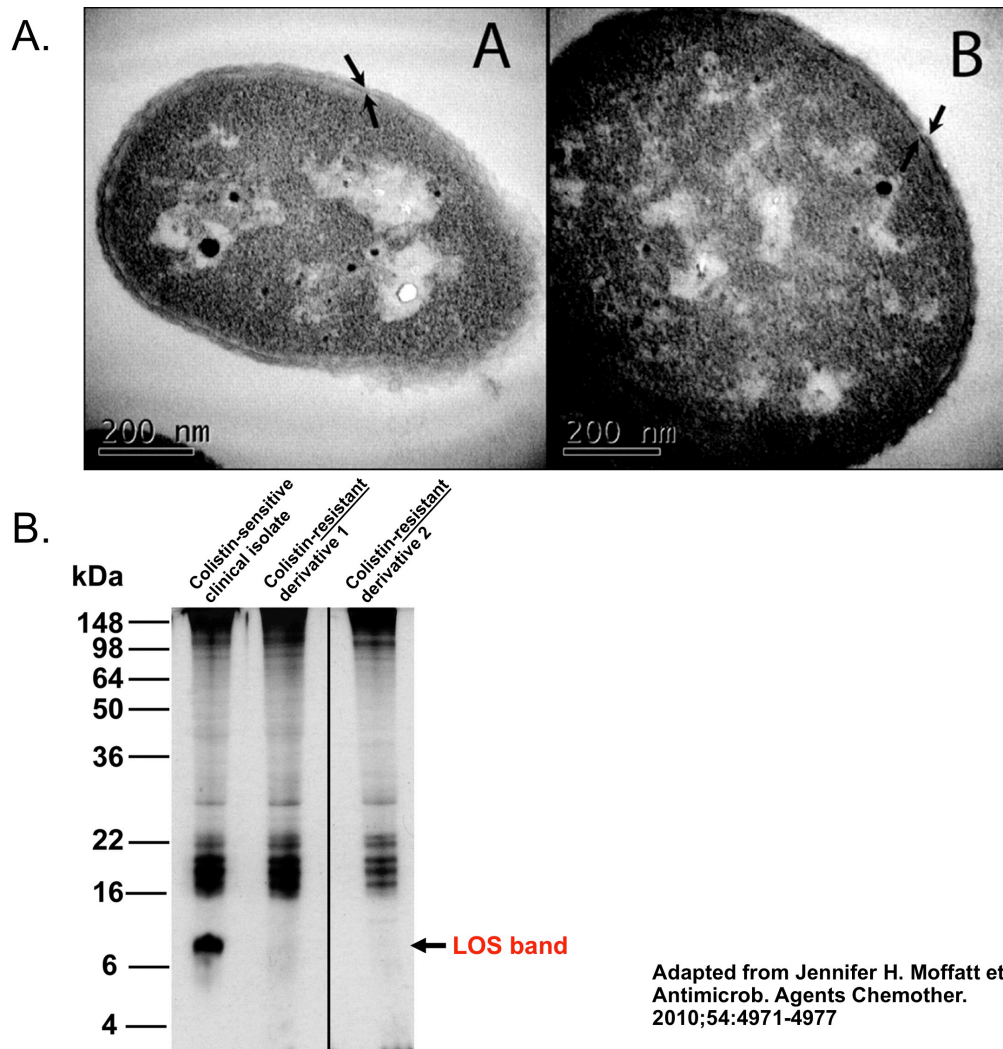 A.
A
B
200 nm
200 nm
B.
kDa
Colistin-sensitive
clinical isolate
Colistin-resistant
derivative 1
Colistin-resistant
derivative 2
148
98
64
50
36
22
16
6
4
LOS band
Adapted from Jennifer H. Moffatt et
Antimicrob. Agents Chemother.
2010;54:4971-4977